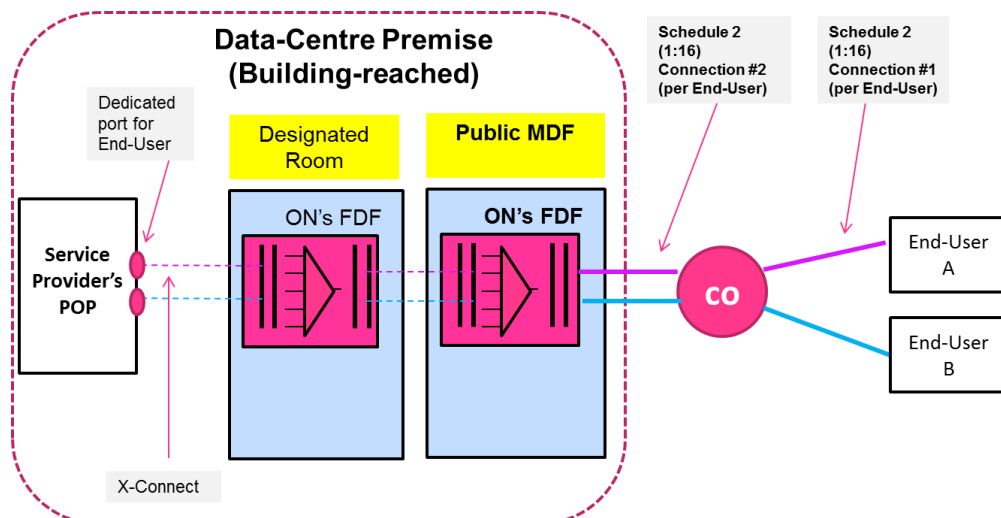 Data-Centre Premise
(Building-reached)
Schedule 2
(1:16)
Connection #2
(per End-User)
Schedule 2
(1:16)
Connection #1
(per End-User)
Dedicated
port for
End-User
Designated
Room
Public MDF
ON's FDF
ON's FDF
Service
Provider's
POP
CO
End-User
A
End-User
B
X-Connect